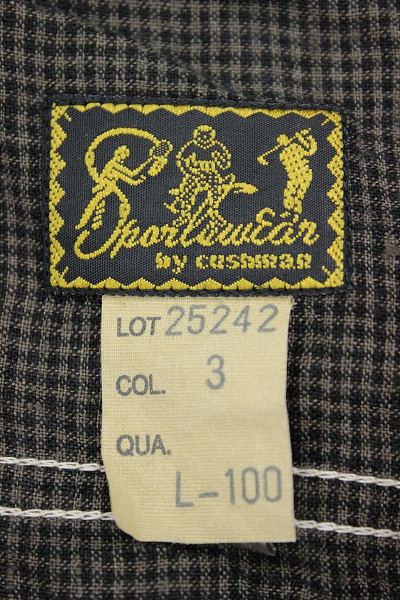 Sportswear
by cushman
LOT 25242
COL. 3
QUA.
L-100